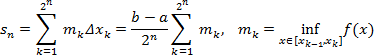 $s_n = \sum_{k=1}^{2^n} m_k \Delta x_k = \frac{b-a}{2^n} \sum_{k=1}^{2^n} m_k, \quad m_k = \inf_{x \in [x_{k-1}, x_k]} f(x)$